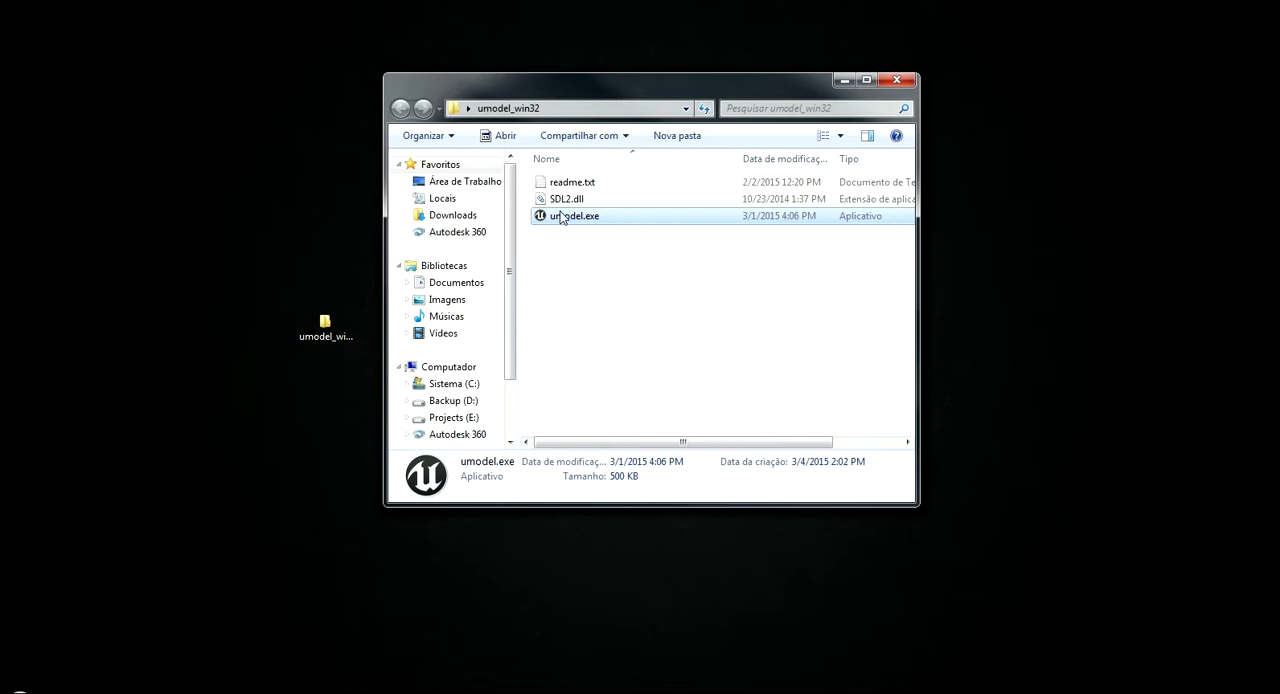 umodel_win32
Pesquisar umodel_win32
Organizar
Abrir
Compartilhar com
Nova pasta
Nome
Data de modificaç...
Tipo
Favoritos
Área de Trabalho
Locais
Downloads
Autodesk 360
Bibliotecas
Documentos
Imagens
Músicas
Vídeos
Computador
Sistema (C:)
Backup (D:)
Projects (E:)
Autodesk 360
readme.txt 2/2/2015 12:20 PM Documento de Te
SDL2.dll 10/23/2014 1:37 PM Extensão de aplica
umodel.exe 3/1/2015 4:06 PM Aplicativo
umodel_wi...
umodel.exe Data de modificaç... 3/1/2015 4:06 PM Data da criação: 3/4/2015 2:02 PM
Aplicativo Tamanho: 500 KB